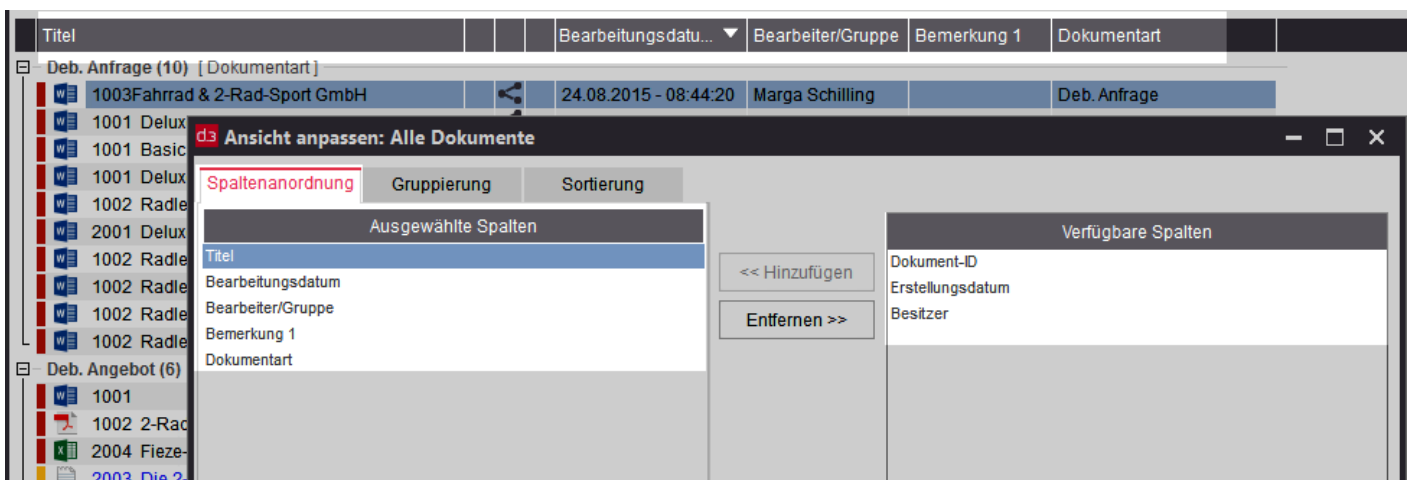 Titel Bearbeitungsdatu... Bearbeiter/Gruppe Bemerkung 1 Dokumentart
Deb. Anfrage (10) [Dokumentart]
1003Fahrrad & 2-Rad-Sport GmbH 24.08.2015 - 08:44:20 Marga Schilling Deb. Anfrage
1001 Delux
1001 Basic
1001 Delux
1002 Radle
2001 Delux
1002 Radle
1002 Radle
1002 Radle
1002 Radle
Deb. Angebot (6)
1001
1002 2-Rad
2004 Fieze-
2003 Die 2-
d3 Ansicht anpassen: Alle Dokumente
Spaltenanordnung Gruppierung Sortierung
Ausgewählte Spalten
Titel
Bearbeitungsdatum
Bearbeiter/Gruppe
Bemerkung 1
Dokumentart
<< Hinzufügen
Entfernen >>
Verfügbare Spalten
Dokument-ID
Erstellungsdatum
Besitzer